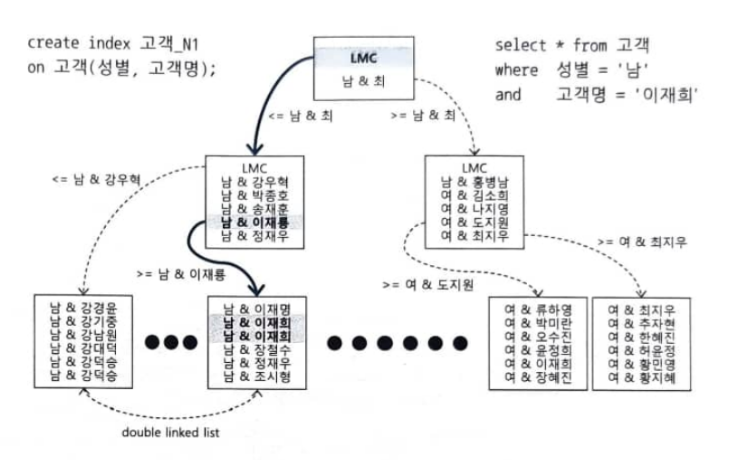 create index 고객_N1
on 고객(성별, 고객명);
select * from 고객
where 성별 = '남'
and 고객명 = '이재희'
LMC
남 & 최
<= 남 & 최
>= 남 & 최
<= 남 & 강우혁
LMC
남 & 강우혁
남 & 박종호
남 & 송재훈
남 & 이재룡
남 & 정재우
LMC
남 & 홍병남
여 & 김소희
여 & 나지영
여 & 도지원
여 & 최지우
>= 남 & 이재룡
>= 여 & 도지원
>= 여 & 최지우
남 & 강경윤
남 & 강기중
남 & 강남원
남 & 강대덕
남 & 강덕승
남 & 강덕승
남 & 이재명
남 & 이재희
남 & 이재희
남 & 장철수
남 & 정재우
남 & 조시형
여 & 류하영
여 & 박미란
여 & 오수진
여 & 윤정희
여 & 이재희
여 & 장혜진
여 & 최지우
여 & 추자현
여 & 한혜진
여 & 허윤정
여 & 황민영
여 & 황지혜
double linked list